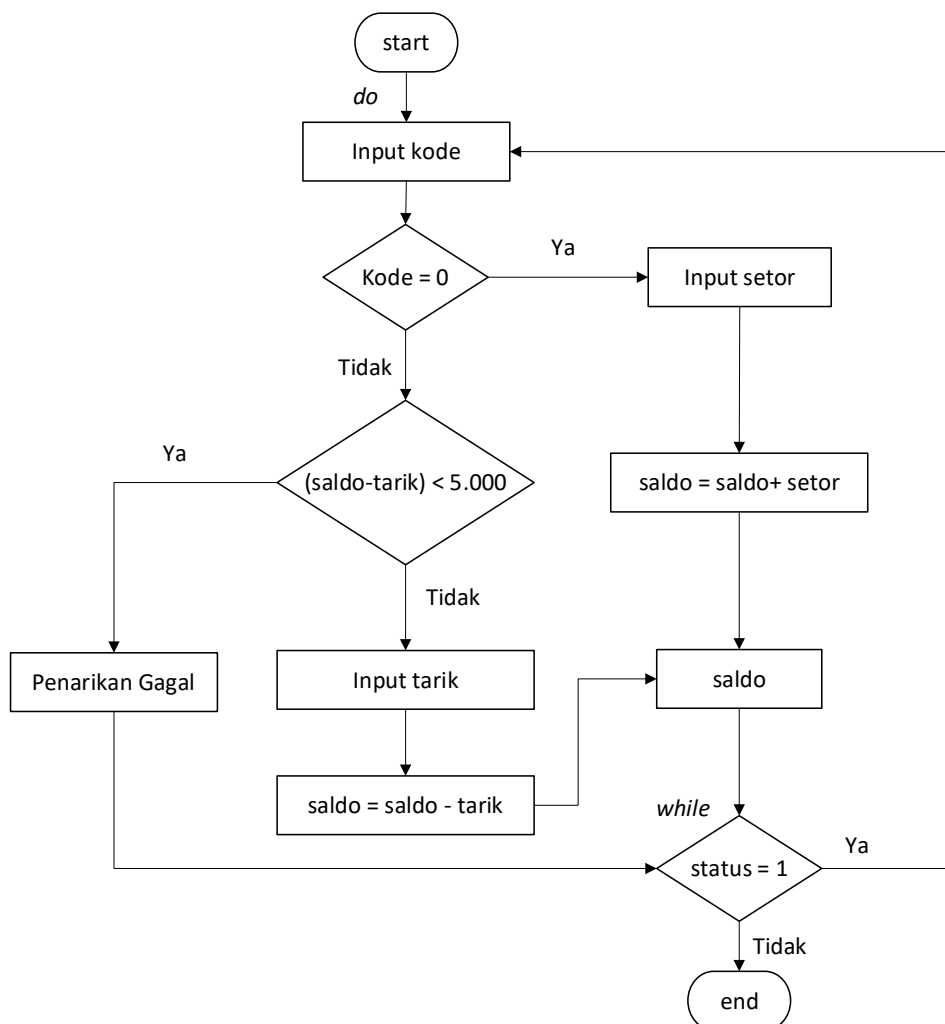 start
do
Input kode
Kode = 0
Ya
Input setor
Tidak
Ya
(saldo-tarik) < 5.000
saldo = saldo+ setor
Tidak
Penarikan Gagal
Input tarik
saldo
saldo = saldo - tarik
while
status = 1
Ya
Tidak
end